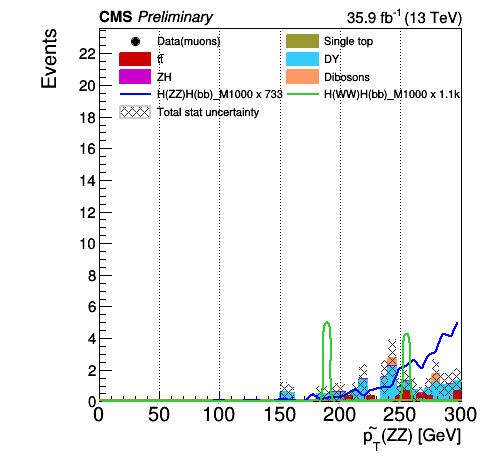 CMS Preliminary 35.9 fb⁻¹ (13 TeV)
Events
Data(muons) Single top
tt̄ DY
ZH Dibosons
H(ZZ)H(bb)_M1000 x 733 H(WW)H(bb)_M1000 x 1.1k
Total stat uncertainty
22
20
18
16
14
12
10
8
6
4
2
0
0 50 100 150 200 250 300
p̃_T(ZZ) [GeV]